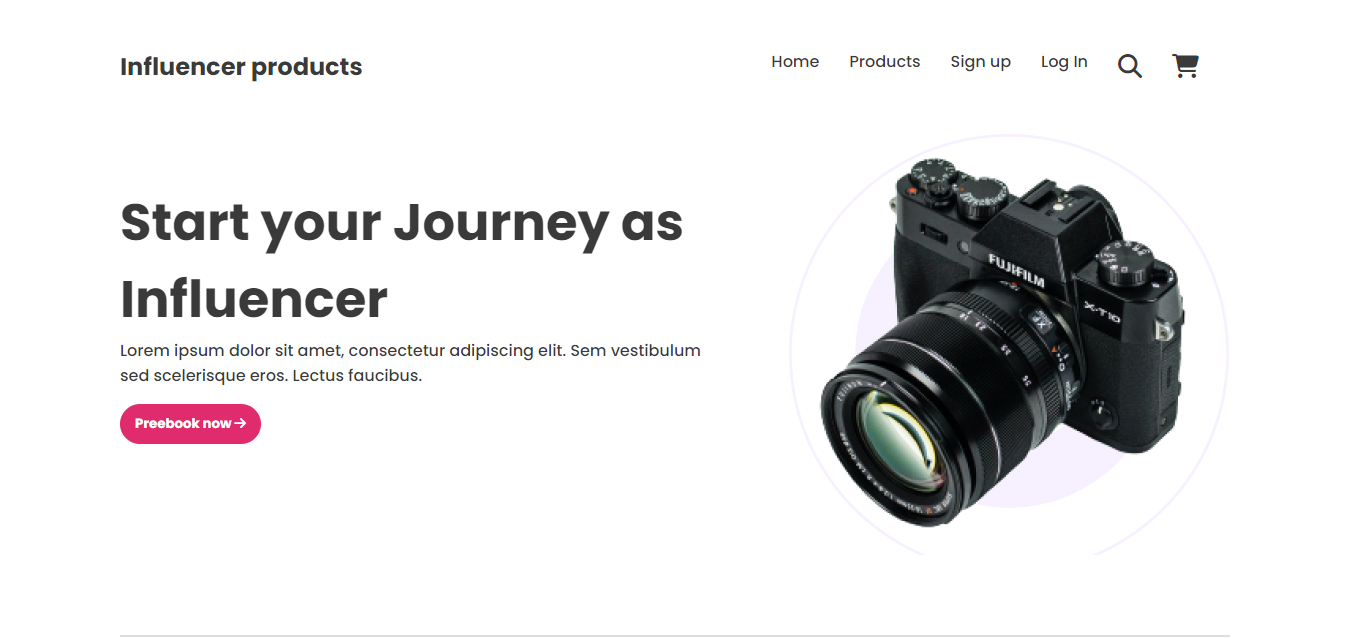 Influencer products
Home Products Sign up Log In
Start your Journey as
Influencer
Lorem ipsum dolor sit amet, consectetur adipiscing elit. Sem vestibulum
sed scelerisque eros. Lectus faucibus.
Preebook now
FUJIFILM
X-T10
XF